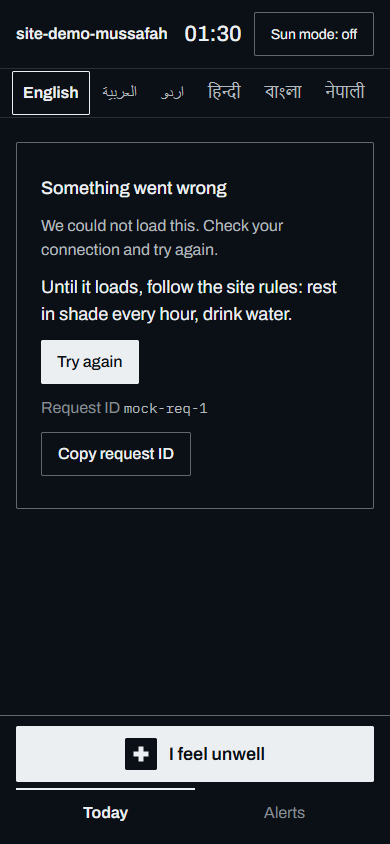 site-demo-mussafah 01:30 Sun mode: off
English العربية اردو हिन्दी বাংলা नेपाली
Something went wrong
We could not load this. Check your
connection and try again.
Until it loads, follow the site rules: rest
in shade every hour, drink water.
Try again
Request ID mock-req-1
Copy request ID
I feel unwell
Today Alerts